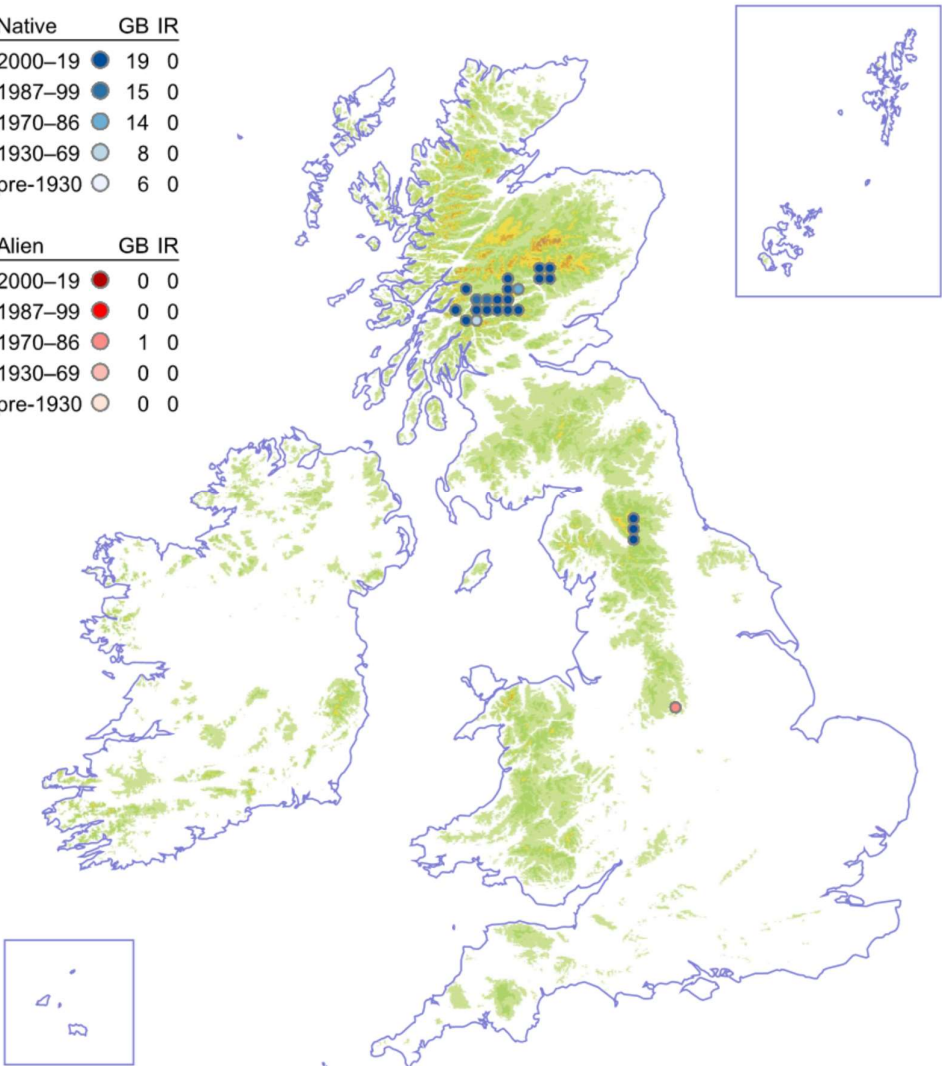 Native GB IR
2000–19 19 0
1987–99 15 0
1970–86 14 0
1930–69 8 0
pre-1930 6 0
Alien GB IR
2000–19 0 0
1987–99 0 0
1970–86 1 0
1930–69 0 0
pre-1930 0 0